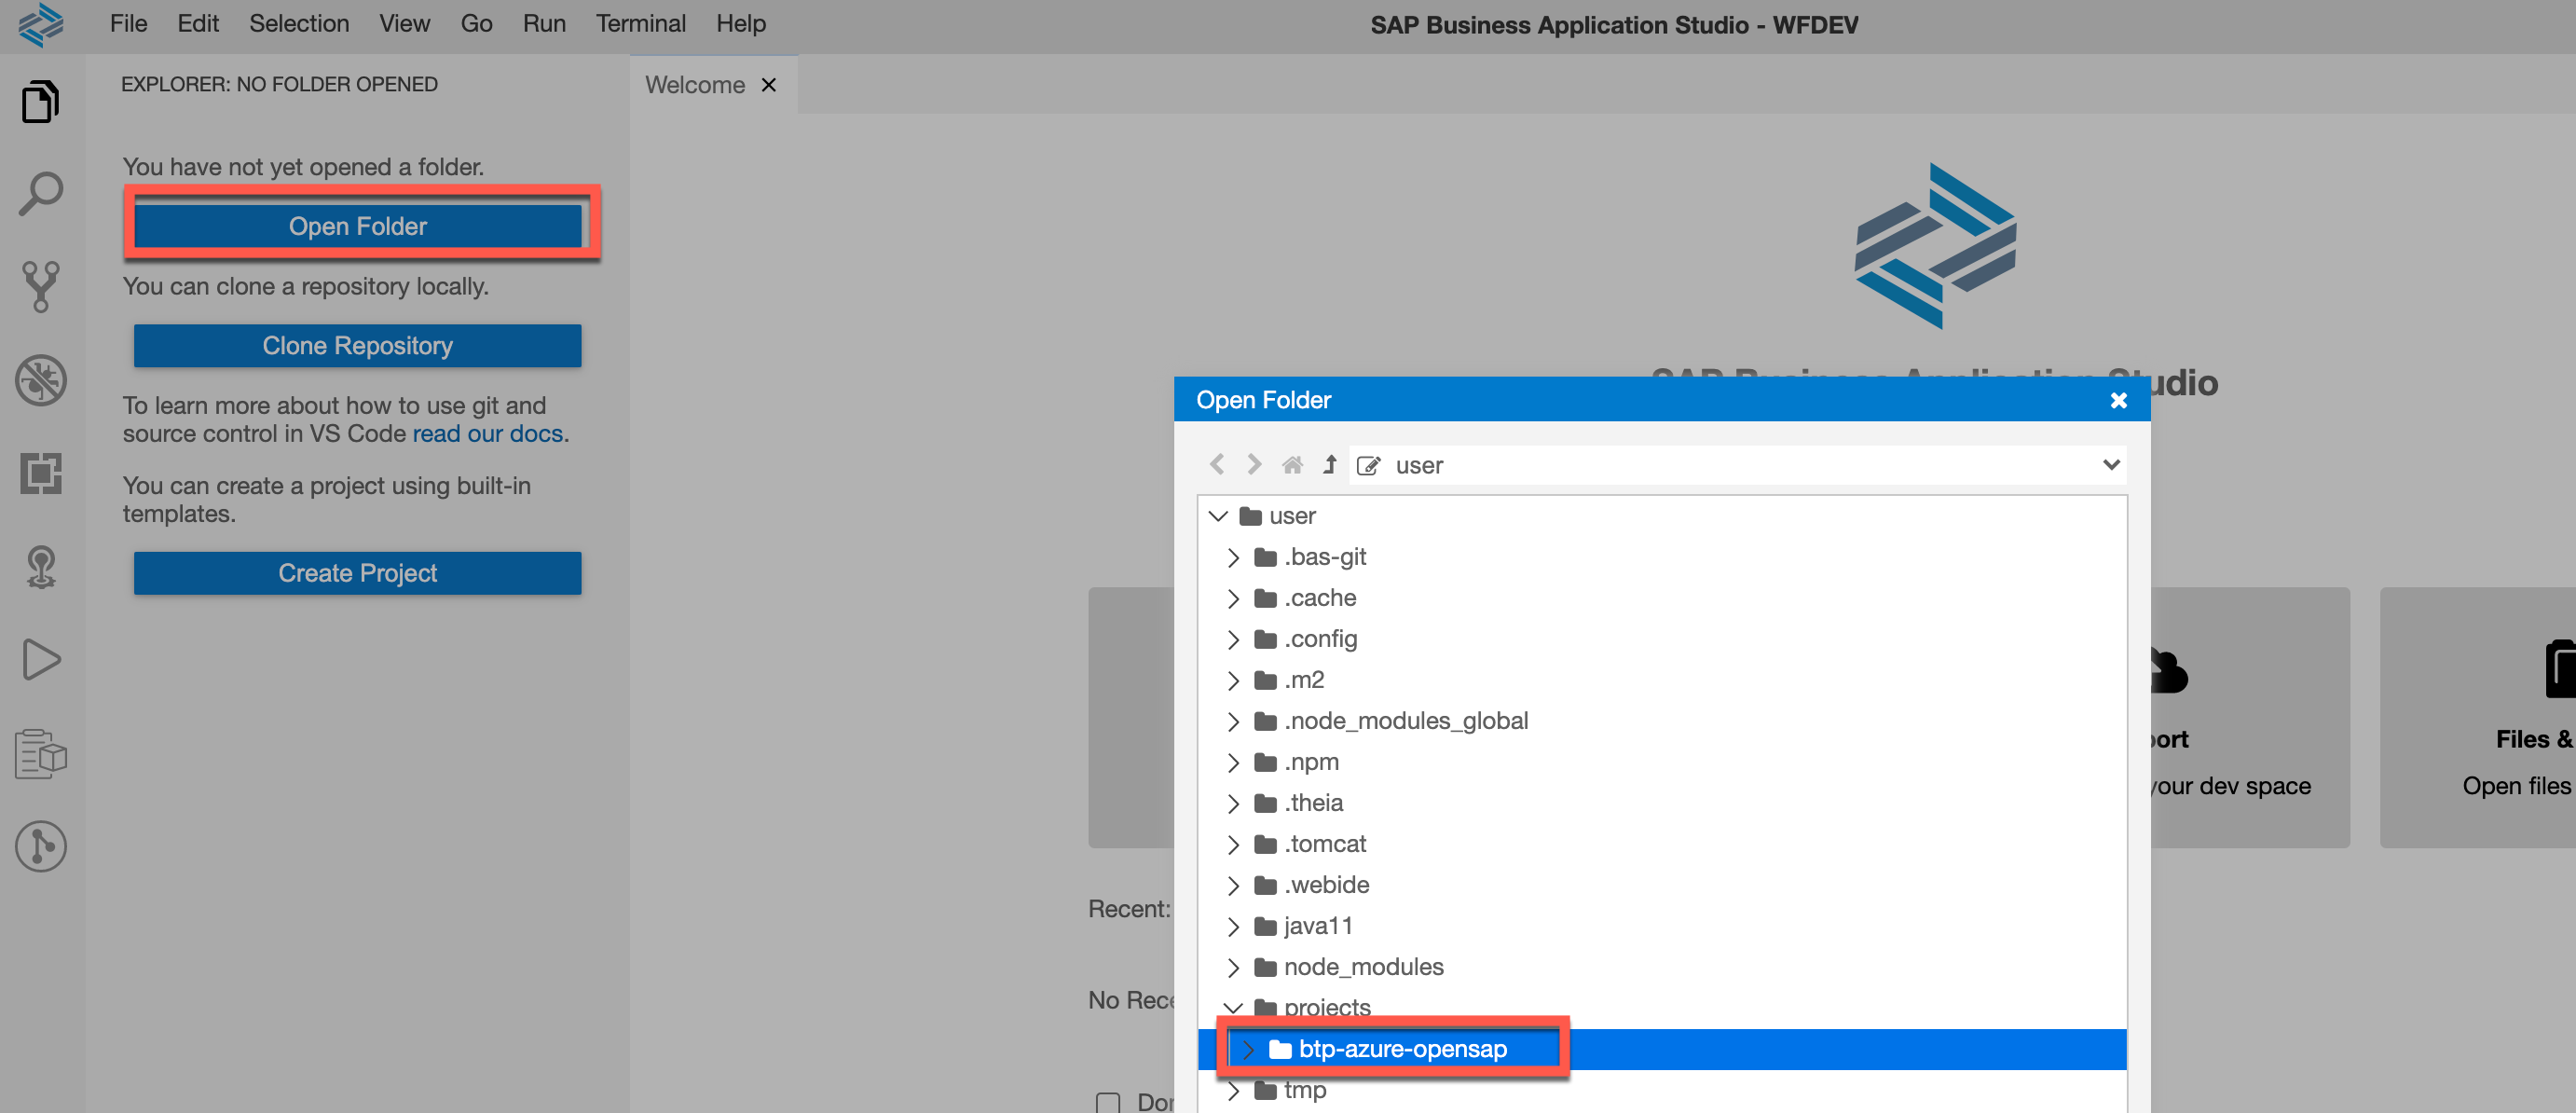 File Edit Selection View Go Run Terminal Help
SAP Business Application Studio - WFDEV
EXPLORER: NO FOLDER OPENED
You have not yet opened a folder.
Open Folder
You can clone a repository locally.
Clone Repository
To learn more about how to use git and
source control in VS Code read our docs.
You can create a project using built-in
templates.
Create Project
Welcome
SAP Business Application Studio
Open Folder
user
user
.bas-git
.cache
.config
.m2
.node_modules_global
.npm
.theia
.tomcat
.webide
java11
node_modules
projects
btp-azure-opensap
tmp
your dev space
Files &
Open files
Recent:
No